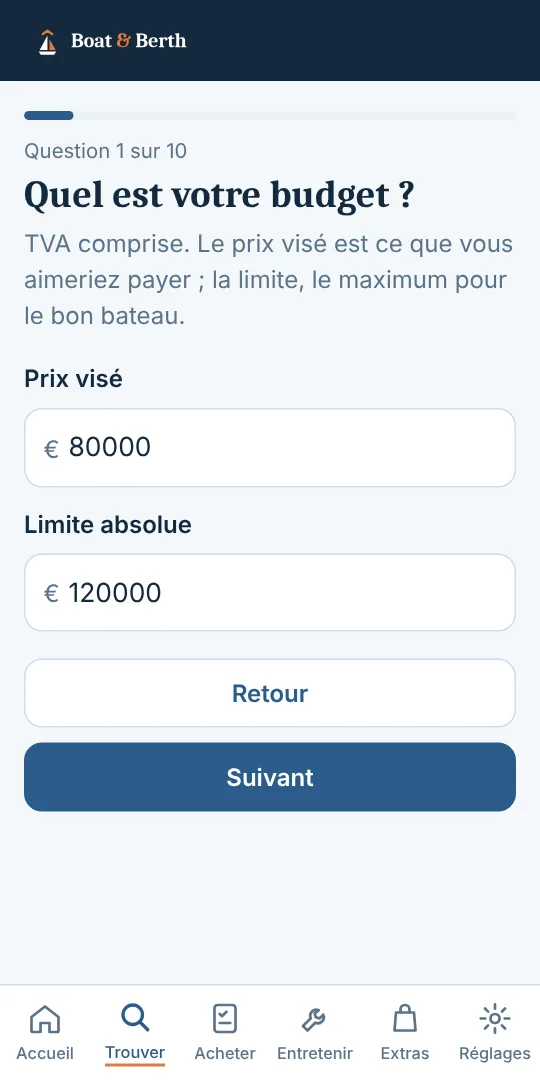 Boat & Berth
Question 1 sur 10
Quel est votre budget ?
TVA comprise. Le prix visé est ce que vous
aimeriez payer ; la limite, le maximum pour
le bon bateau.
Prix visé
€ 80000
Limite absolue
€ 120000
Retour
Suivant
Accueil Trouver Acheter Entretenir Extras Réglages